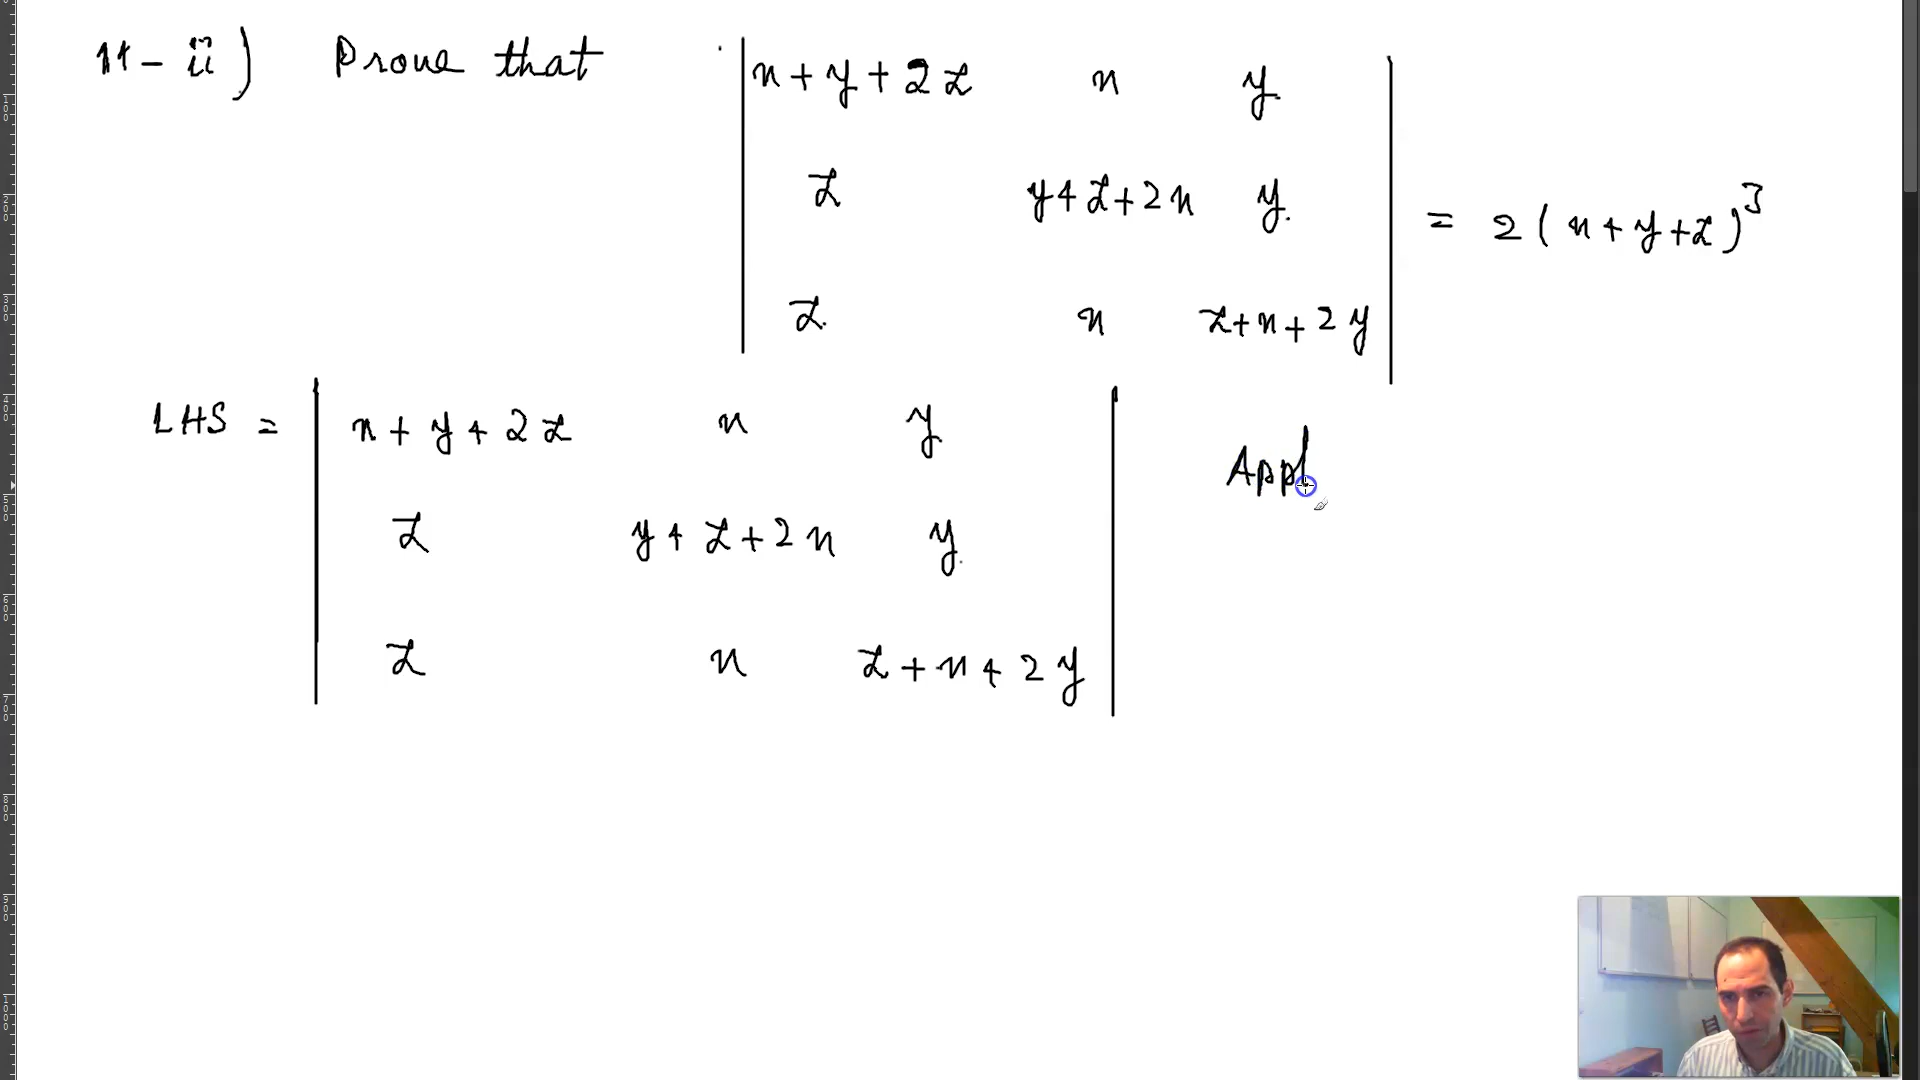 11-ii) Prove that | x+y+2z x y |
| z y+z+2x y | = 2(x+y+z)³
| z x z+x+2y |
LHS = | x+y+2z x y | Appl
| z y+z+2x y |
| z x z+x+2y |